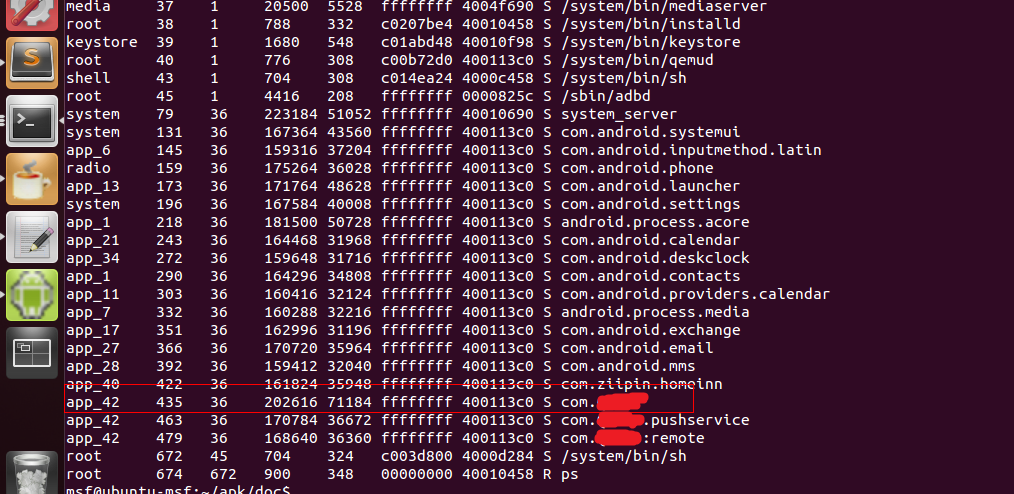 media 37 1 20500 5528 ffffffff 4004f690 S /system/bin/mediaserver
root 38 1 788 332 c0207be4 40010458 S /system/bin/installd
keystore 39 1 1680 548 c01abd48 40010f98 S /system/bin/keystore
root 40 1 776 308 c00b72d0 40011384 S /system/bin/qemud
shell 43 1 704 308 c014ea24 4000c458 S /system/bin/sh
root 45 1 4416 208 ffffffff 0000825c S /sbin/adbd
system 79 36 223184 51052 ffffffff 40010690 S system_server
system 131 36 167364 43560 ffffffff 400113c0 S com.android.systemui
app_6 145 36 159316 37204 ffffffff 400113c0 S com.android.inputmethod.latin
radio 159 36 175264 36028 ffffffff 400113c0 S com.android.phone
app_13 173 36 171764 48628 ffffffff 400113c0 S com.android.launcher
system 196 36 167584 40008 ffffffff 400113c0 S com.android.settings
app_1 218 36 181500 50728 ffffffff 400113c0 S android.process.acore
app_21 243 36 164468 31968 ffffffff 400113c0 S com.android.calendar
app_34 272 36 159648 31716 ffffffff 400113c0 S com.android.deskclock
app_1 290 36 164296 34808 ffffffff 400113c0 S com.android.contacts
app_11 303 36 160416 32124 ffffffff 400113c0 S com.android.providers.calendar
app_7 332 36 160288 32216 ffffffff 400113c0 S android.process.media
app_17 351 36 162996 31196 ffffffff 400113c0 S com.android.exchange
app_27 366 36 170720 35964 ffffffff 400113c0 S com.android.email
app_28 392 36 159412 32040 ffffffff 400113c0 S com.android.mms
app_40 422 36 161824 35948 ffffffff 400113c0 S com.ziipin.homeinn
app_42 435 36 202616 71184 ffffffff 400113c0 S com.
app_42 463 36 170784 36672 ffffffff 400113c0 S com. .pushservice
app_42 479 36 168640 36360 ffffffff 400113c0 S com. :remote
root 672 45 704 324 c003d800 4000d284 S /system/bin/sh
root 674 672 900 348 00000000 40010458 R ps
msf@ubuntu-msf:~/apk/doc$